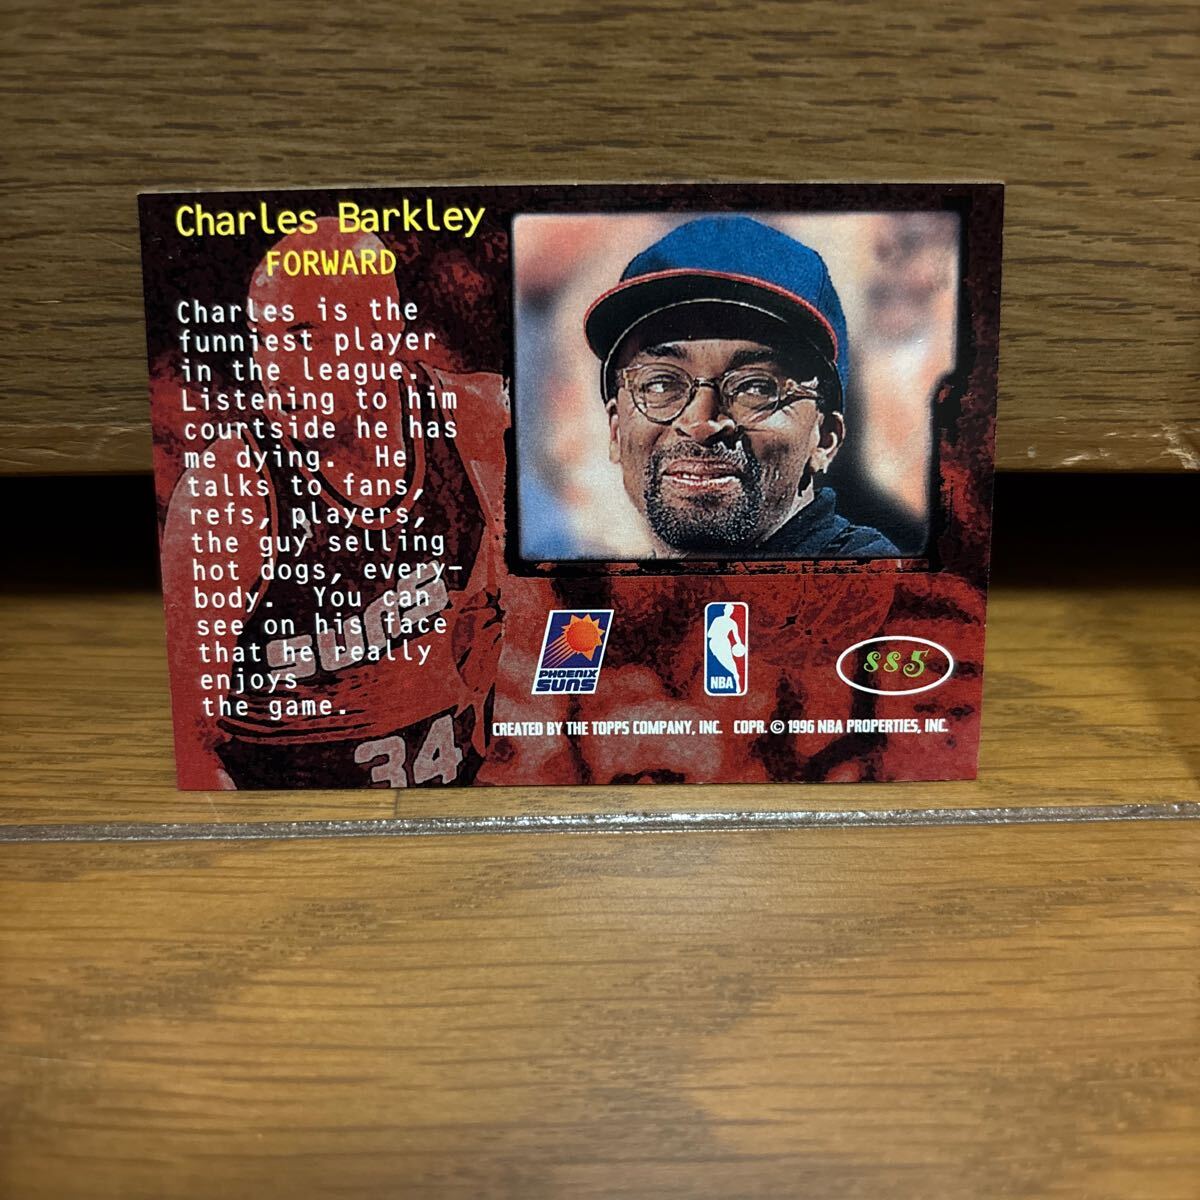 Charles Barkley
FORWARD
Charles is the
funniest player
in the league.
Listening to him
courtside he has
me dying. He
talks to fans,
refs, players,
the guy selling
hot dogs, every-
body. You can
see on his face
that he really
enjoys
the game.
SUNS
34
PHOENIX
SUNS
NBA
SS5
CREATED BY THE TOPPS COMPANY, INC. COPR. © 1996 NBA PROPERTIES, INC.